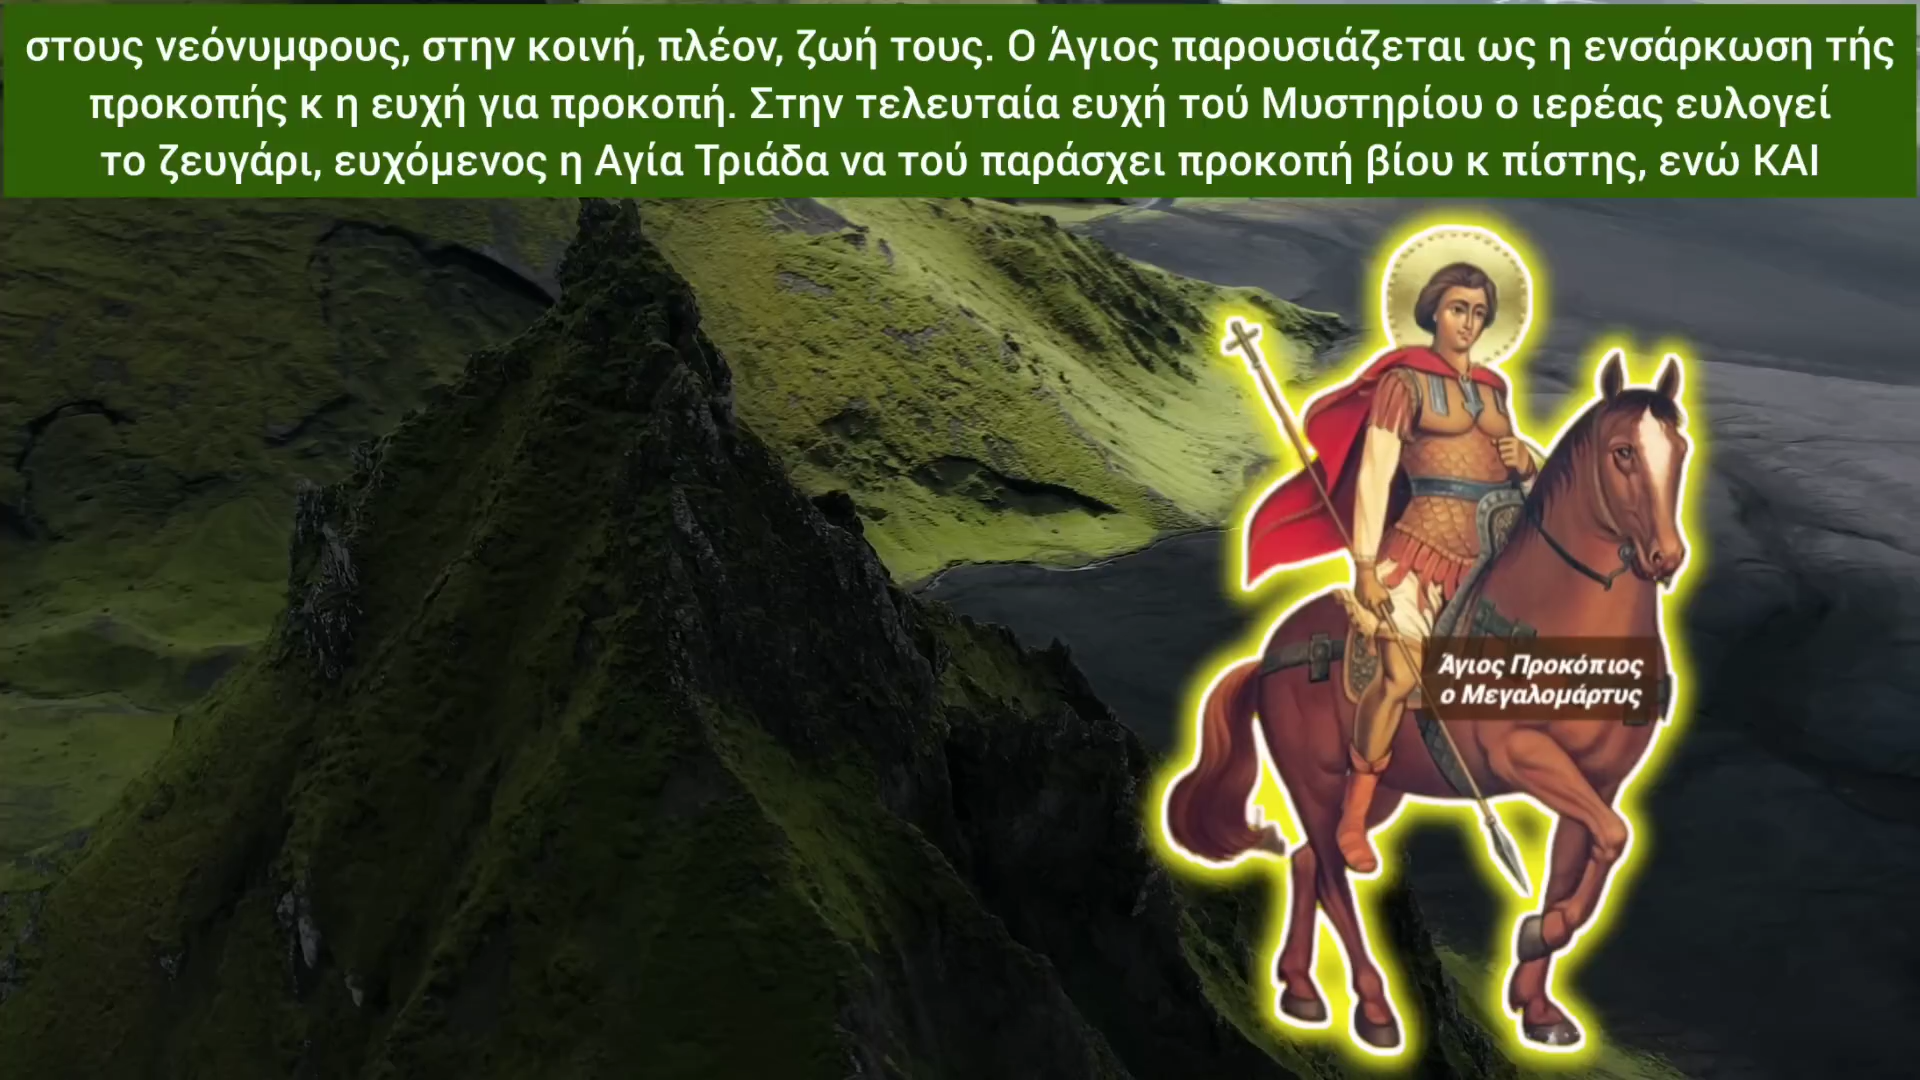 στους νεόνυμφους, στην κοινή, πλέον, ζωή τους. Ο Άγιος παρουσιάζεται ως η ενσάρκωση τής
προκοπής κ η ευχή για προκοπή. Στην τελευταία ευχή τού Μυστηρίου ο ιερέας ευλογεί
το ζευγάρι, ευχόμενος η Αγία Τριάδα να τού παράσχει προκοπή βίου κ πίστης, ενώ ΚΑΙ
Άγιος Προκόπιος
ο Μεγαλομάρτυς